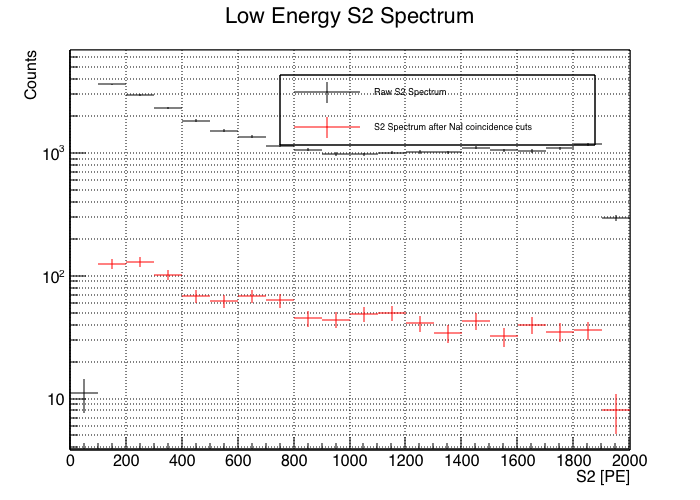 Low Energy S2 Spectrum
Counts
Raw S2 Spectrum
S2 Spectrum after NaI coincidence cuts
10³
10²
10
0 200 400 600 800 1000 1200 1400 1600 1800 2000
S2 [PE]